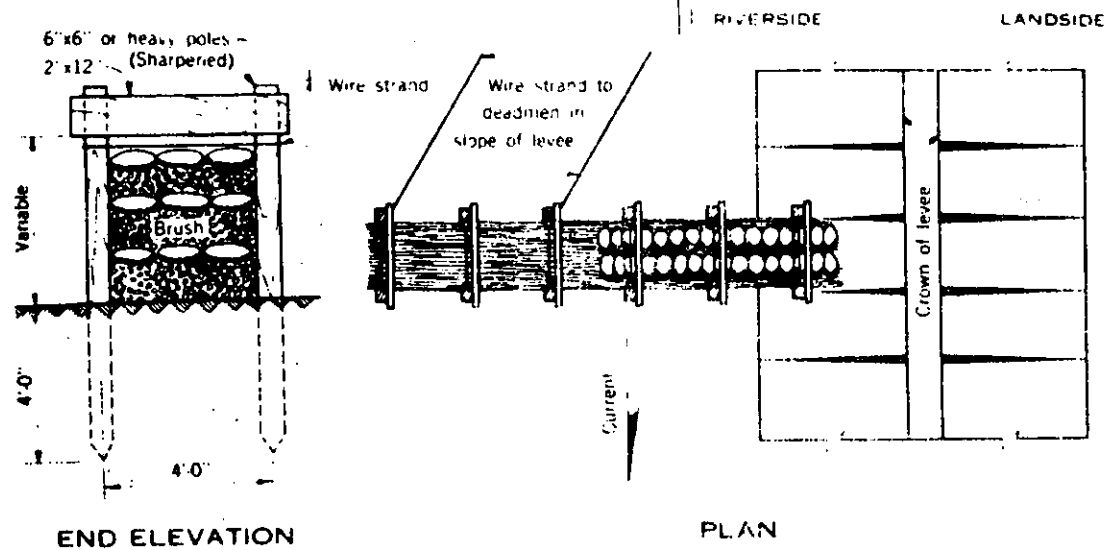 6"x6" or heavy poles -
2"x12" (Sharpened)
Wire strand
Variable
Brush
4'-0"
4'-0"
END ELEVATION
RIVERSIDE
LANDSIDE
Wire strand to
deadmen in
slope of levee
Current
Crown of levee
PLAN